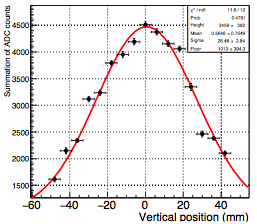 χ² / ndf 11.6 / 12
Prob 0.4781
Height 3459 ± 382
Mean 0.5646 ± 0.7549
Sigma 26.48 ± 2.84
Floor 1013 ± 394.3
Summation of ADC counts
4500
4000
3500
3000
2500
2000
1500
−60 −40 −20 0 20 40
Vertical position (mm)